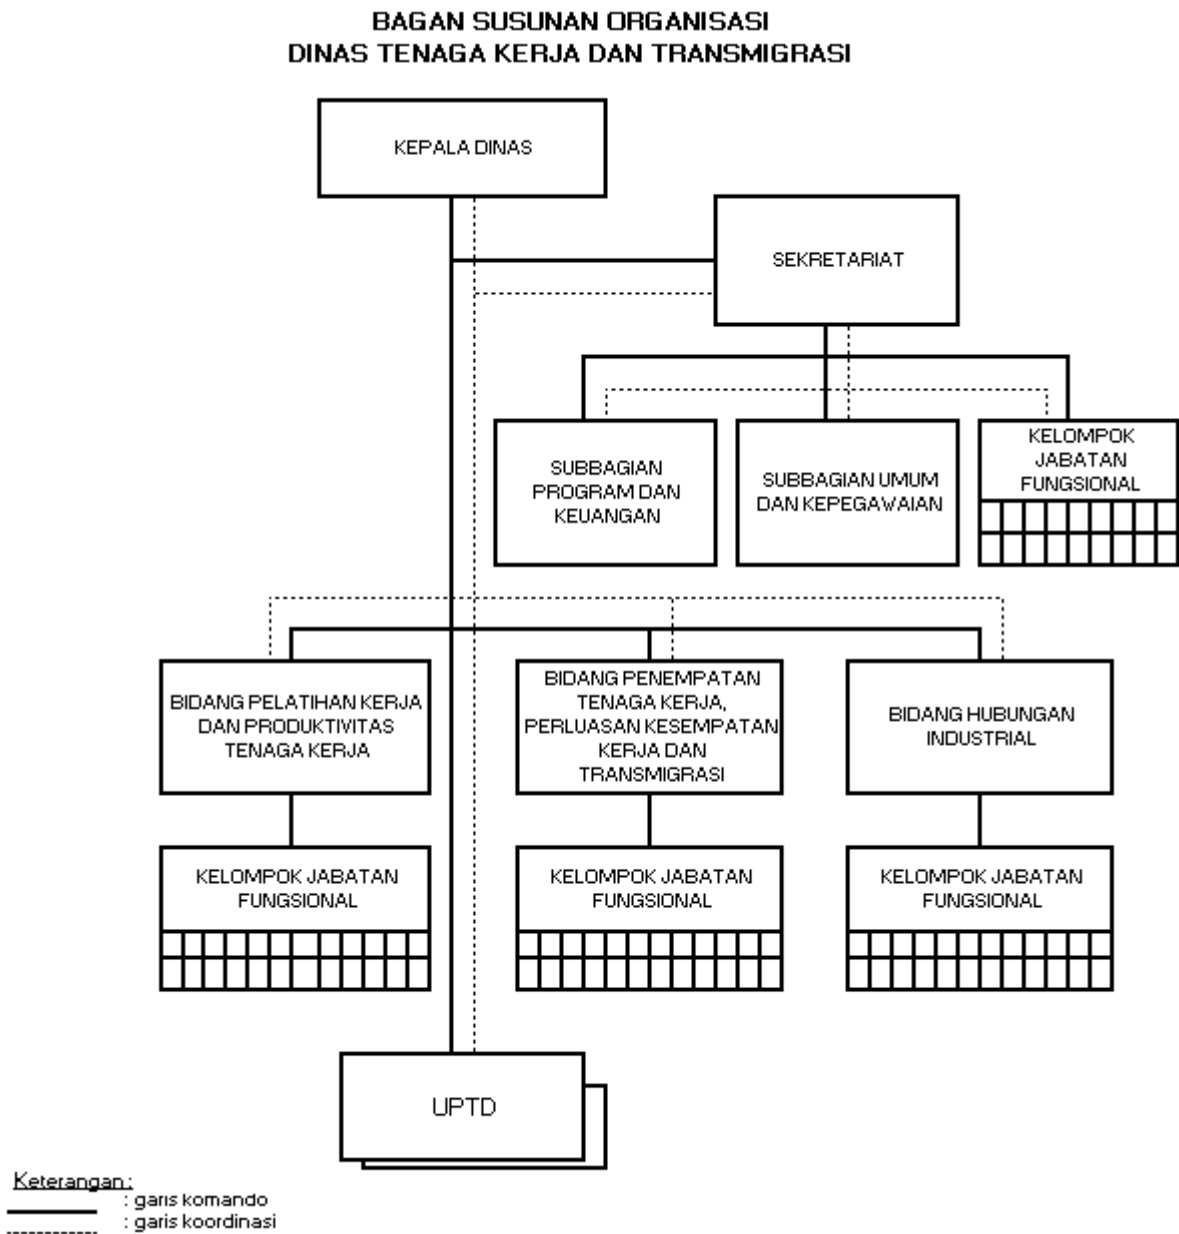 BAGAN SUSUNAN ORGANISASI
DINAS TENAGA KERJA DAN TRANSMIGRASI
KEPALA DINAS
SEKRETARIAT
SUBBAGIAN
PROGRAM DAN
KEUANGAN
SUBBAGIAN UMUM
DAN KEPEGAWAIAN
KELOMPOK
JABATAN
FUNGSIONAL
BIDANG PELATIHAN KERJA
DAN PRODUKTIVITAS
TENAGA KERJA
BIDANG PENEMPATAN
TENAGA KERJA,
PERLUASAN KESEMPATAN
KERJA DAN
TRANSMIGRASI
BIDANG HUBUNGAN
INDUSTRIAL
KELOMPOK JABATAN
FUNGSIONAL
KELOMPOK JABATAN
FUNGSIONAL
KELOMPOK JABATAN
FUNGSIONAL
UPTD
Keterangan :
: garis komando
: garis koordinasi